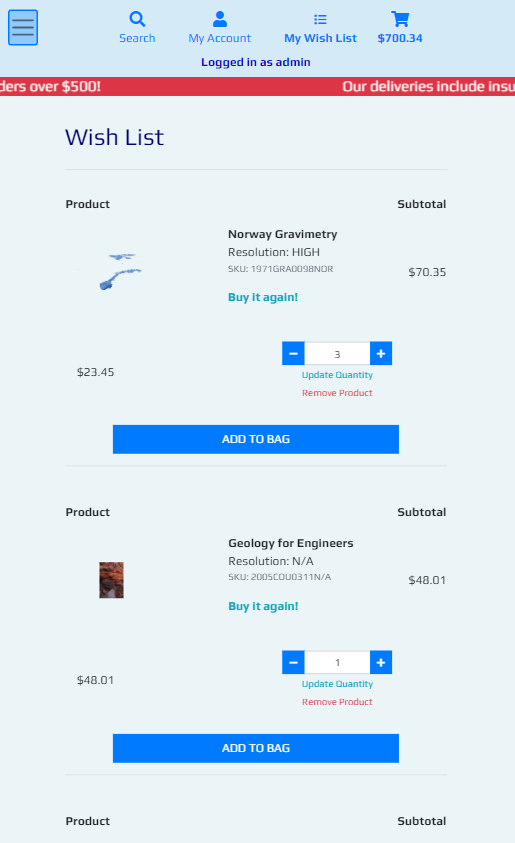 Search
My Account
My Wish List
$700.34
Logged in as admin
ders over $500! Our deliveries include insu
Wish List
Product Subtotal
Norway Gravimetry
Resolution: HIGH
SKU: 1971GRA0098NOR
$70.35
Buy it again!
3
$23.45
Update Quantity
Remove Product
ADD TO BAG
Product Subtotal
Geology for Engineers
Resolution: N/A
SKU: 2005COU0311N/A
$48.01
Buy it again!
1
$48.01
Update Quantity
Remove Product
ADD TO BAG
Product Subtotal